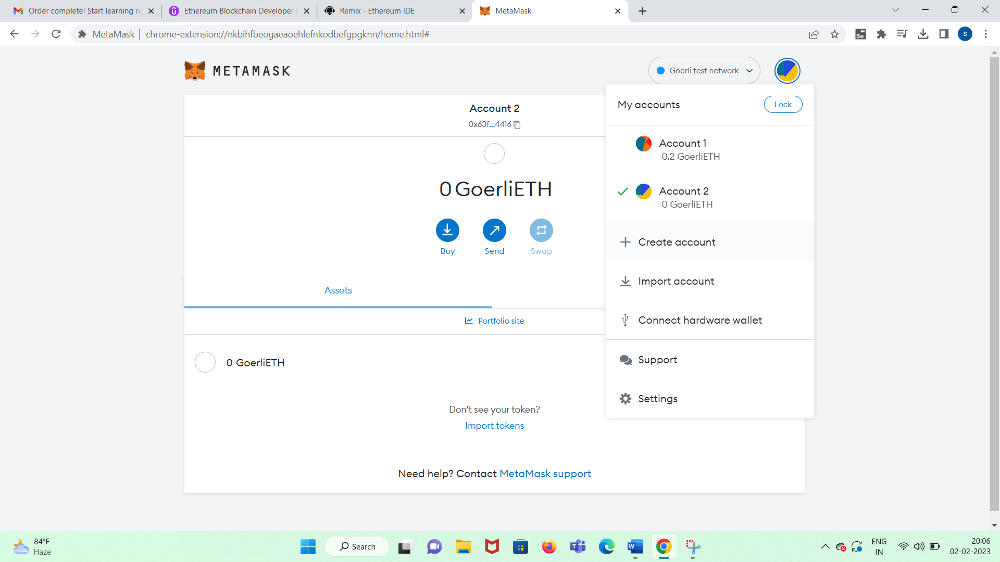 Order complete! Start learning no
Ethereum Blockchain Developer B
Remix - Ethereum IDE
MetaMask
MetaMask | chrome-extension://nkbihfbeogaeaoehlefnkodbefgpgknn/home.html#
Se
S
METAMASK
Goerli test network
Account 2
0x63f...4416
0 GoerliETH
Buy
Send
Swap
Assets
Portfolio site
0 GoerliETH
Don't see your token?
Import tokens
Need help? Contact MetaMask support
My accounts
Lock
Account 1
0.2 GoerliETH
Account 2
0 GoerliETH
Create account
Import account
Connect hardware wallet
Support
Settings
84°F
Haze
Search
ENG
IN
20:06
02-02-2023